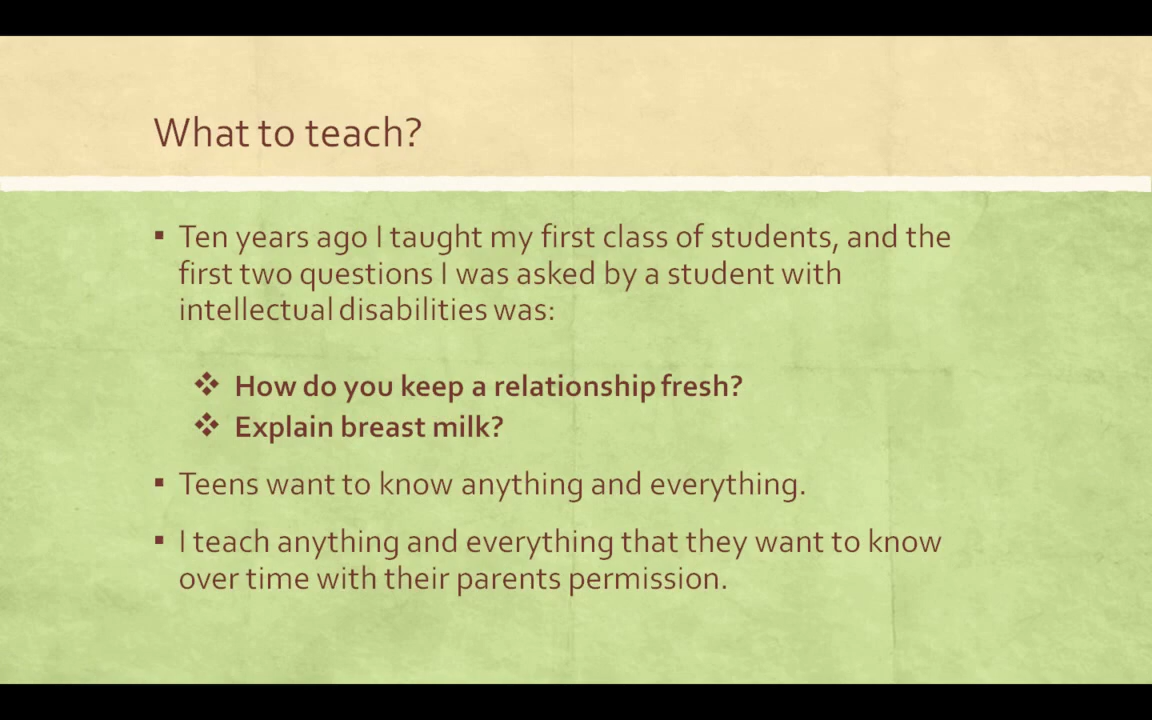 What to teach?
▪ Ten years ago I taught my first class of students, and the
first two questions I was asked by a student with
intellectual disabilities was:
❖ How do you keep a relationship fresh?
❖ Explain breast milk?
▪ Teens want to know anything and everything.
▪ I teach anything and everything that they want to know
over time with their parents permission.